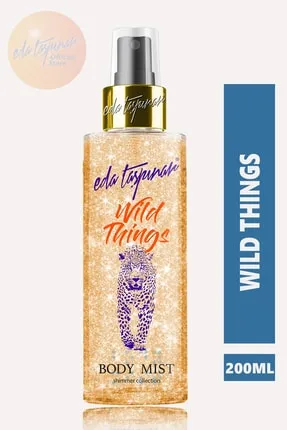 eda taşpınar
eda taşpınar
Wild
Things
BODY MIST
shimmer collection
WILD THINGS
200ML